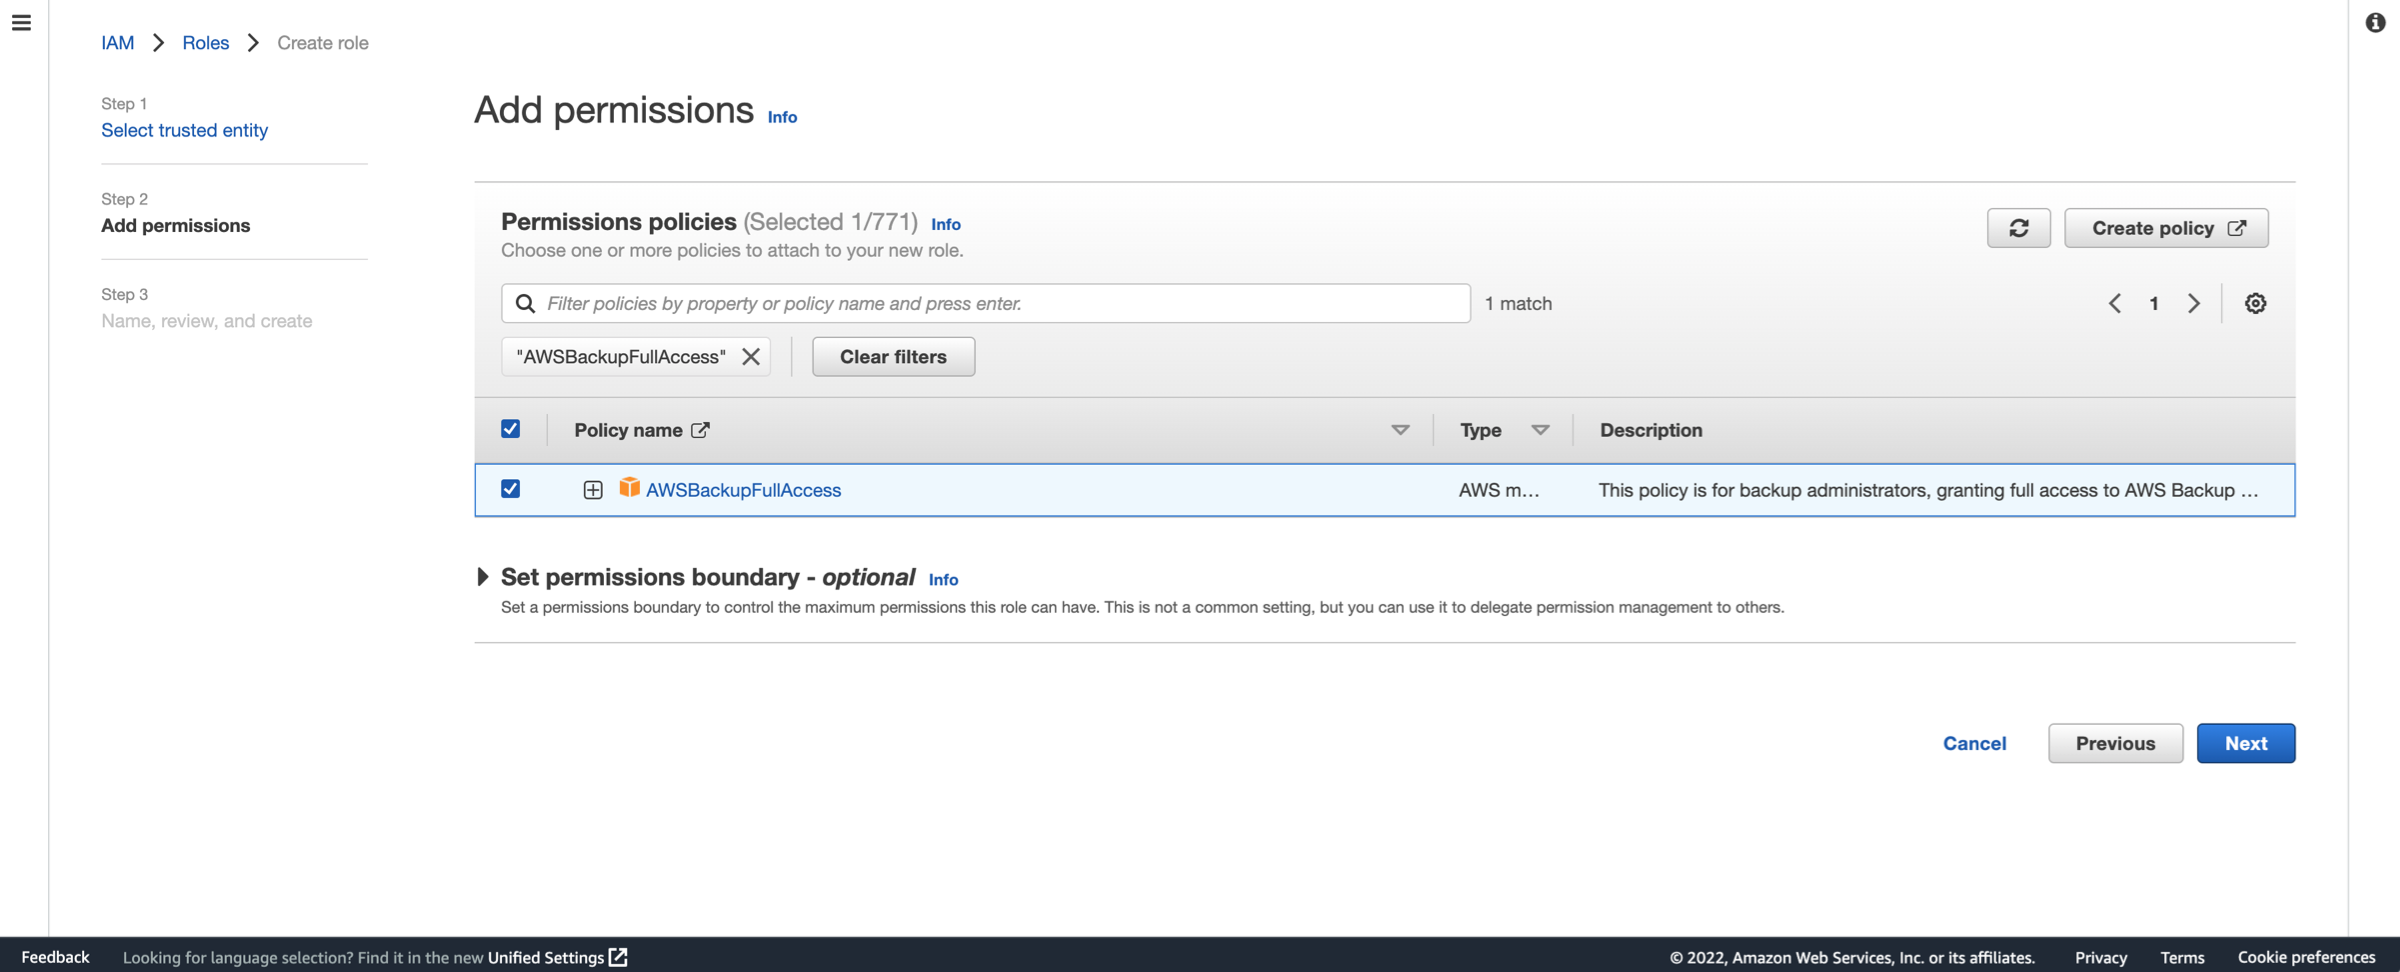 IAM > Roles > Create role
Step 1
Select trusted entity
Step 2
Add permissions
Step 3
Name, review, and create
Add permissions Info
Permissions policies (Selected 1/771) Info
Choose one or more policies to attach to your new role.
Create policy
Filter policies by property or policy name and press enter.
1 match
1
"AWSBackupFullAccess"
Clear filters
Policy name
Type
Description
AWSBackupFullAccess
AWS m...
This policy is for backup administrators, granting full access to AWS Backup ...
Set permissions boundary - optional Info
Set a permissions boundary to control the maximum permissions this role can have. This is not a common setting, but you can use it to delegate permission management to others.
Cancel
Previous
Next
Feedback
Looking for language selection? Find it in the new Unified Settings
© 2022, Amazon Web Services, Inc. or its affiliates.
Privacy
Terms
Cookie preferences